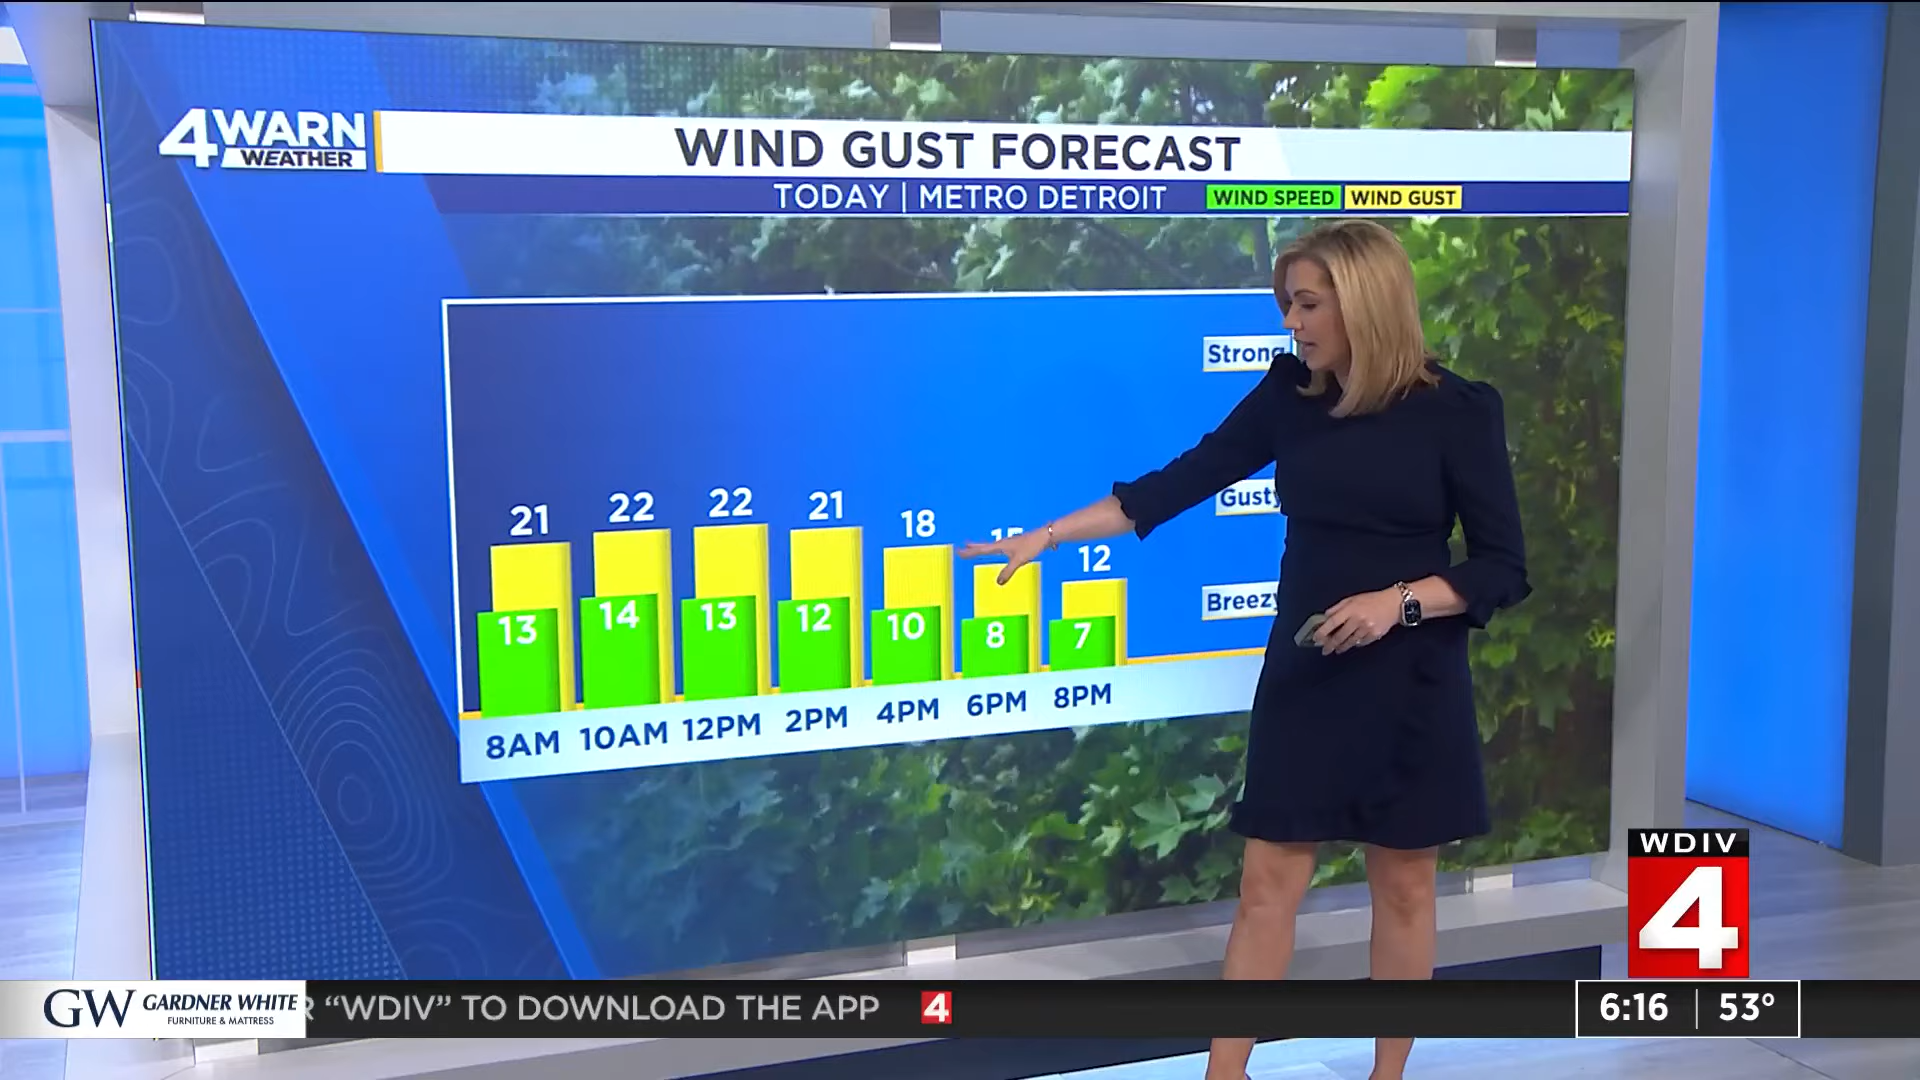 4WARN
WEATHER
WIND GUST FORECAST
TODAY | METRO DETROIT
WIND SPEED
WIND GUST
Strong
Gusty
Breezy
21 22 22 21 18 15 12
13 14 13 12 10 8 7
8AM 10AM 12PM 2PM 4PM 6PM 8PM
WDIV
4
GW GARDNER WHITE
FURNITURE & MATTRESS
R “WDIV” TO DOWNLOAD THE APP 4
6:16 | 53°